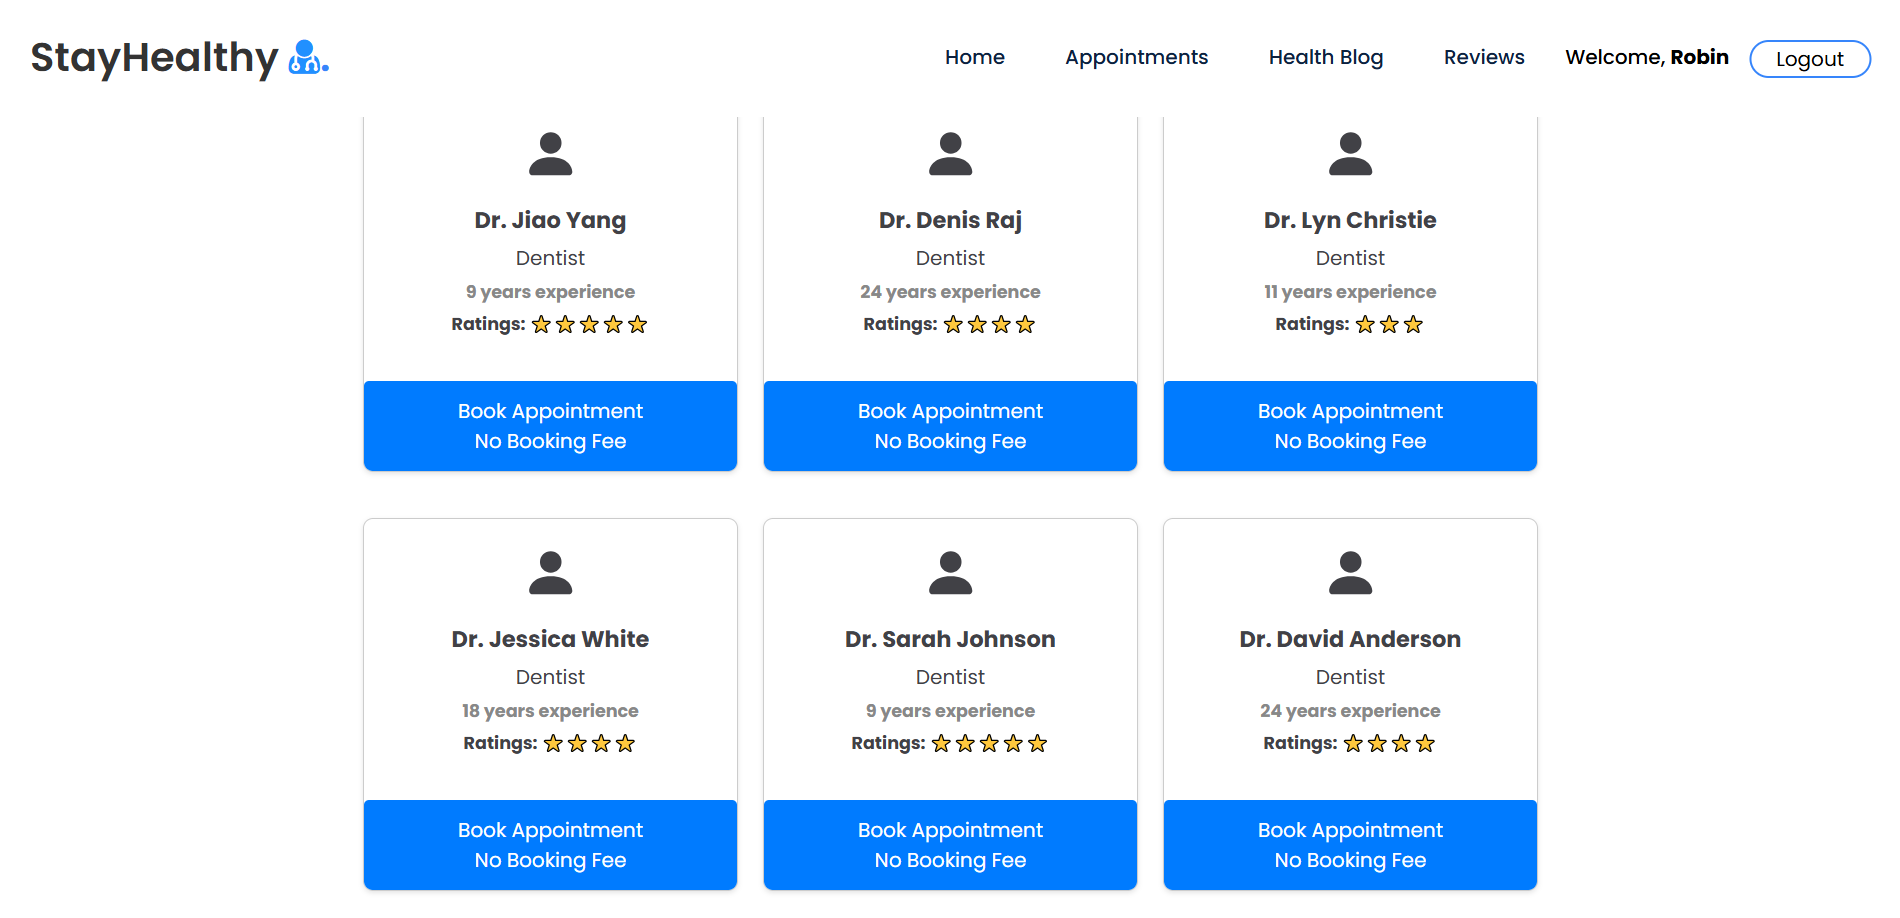 StayHealthy
Home Appointments Health Blog Reviews Welcome, Robin Logout
Dr. Jiao Yang
Dentist
9 years experience
Ratings:
Book Appointment
No Booking Fee
Dr. Denis Raj
Dentist
24 years experience
Ratings:
Book Appointment
No Booking Fee
Dr. Lyn Christie
Dentist
11 years experience
Ratings:
Book Appointment
No Booking Fee
Dr. Jessica White
Dentist
18 years experience
Ratings:
Book Appointment
No Booking Fee
Dr. Sarah Johnson
Dentist
9 years experience
Ratings:
Book Appointment
No Booking Fee
Dr. David Anderson
Dentist
24 years experience
Ratings:
Book Appointment
No Booking Fee